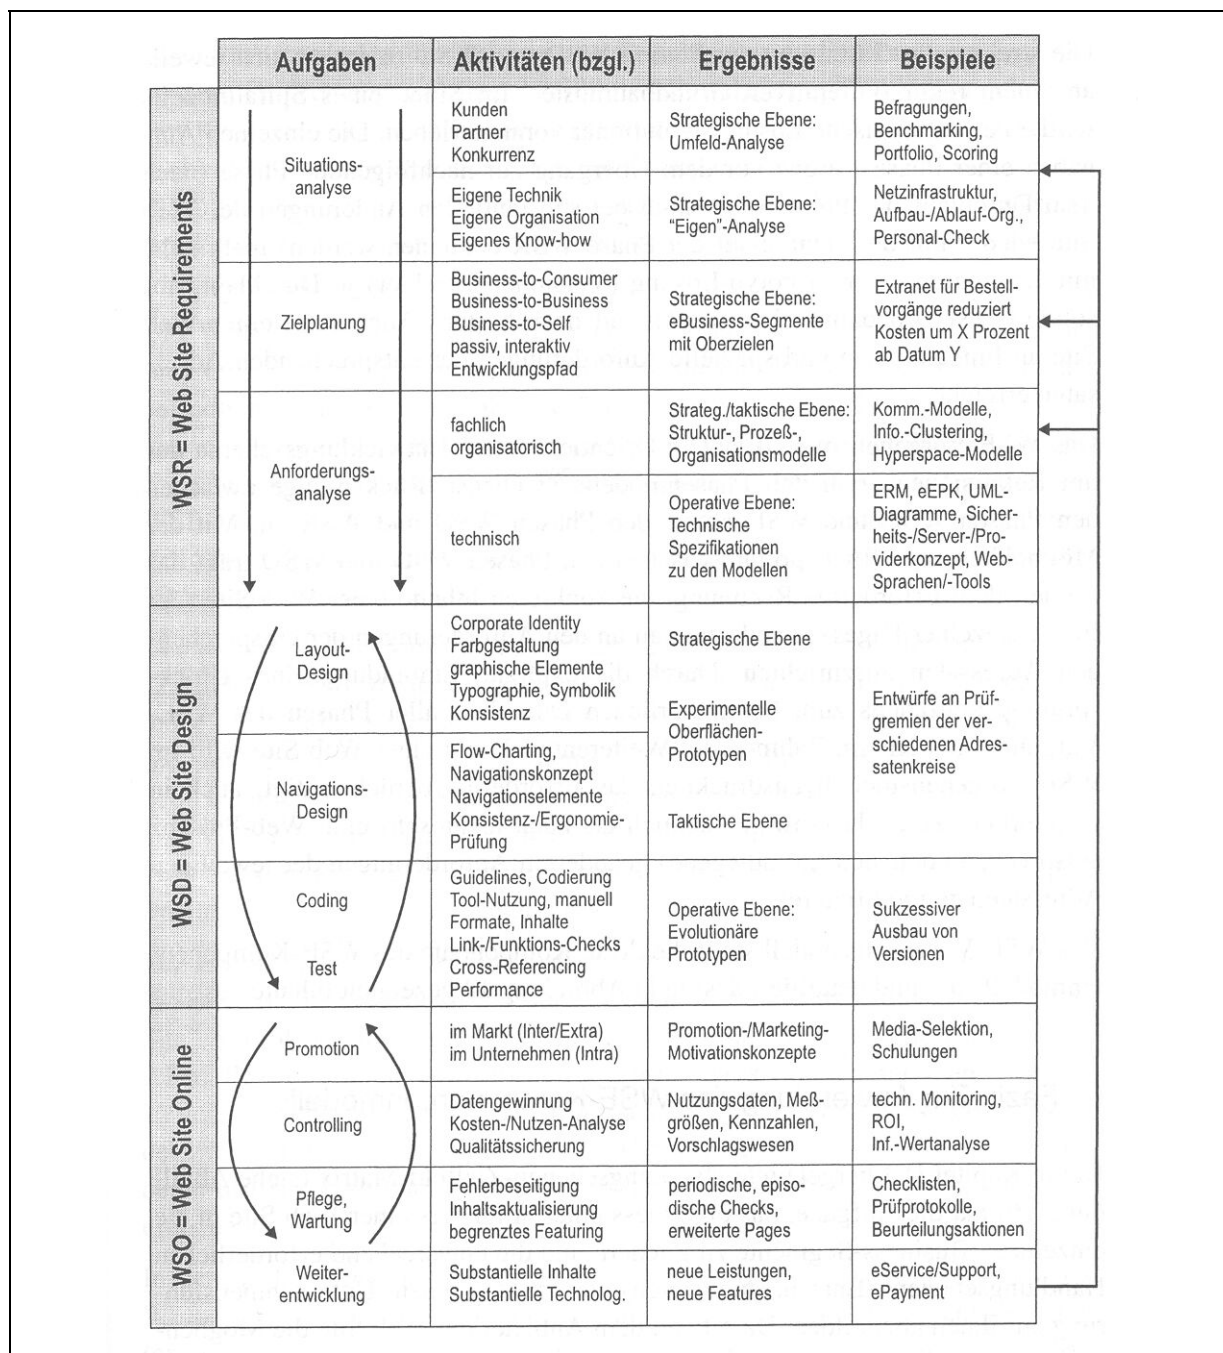 Aufgaben
Aktivitäten (bzgl.)
Ergebnisse
Beispiele
WSR = Web Site Requirements
Situations-
analyse
Kunden
Partner
Konkurrenz
Strategische Ebene:
Umfeld-Analyse
Befragungen,
Benchmarking,
Portfolio, Scoring
Eigene Technik
Eigene Organisation
Eigenes Know-how
Strategische Ebene:
“Eigen”-Analyse
Netzinfrastruktur,
Aufbau-/Ablauf-Org.,
Personal-Check
Zielplanung
Business-to-Consumer
Business-to-Business
Business-to-Self
passiv, interaktiv
Entwicklungspfad
Strategische Ebene:
eBusiness-Segmente
mit Oberzielen
Extranet für Bestell-
vorgänge reduziert
Kosten um X Prozent
ab Datum Y
Anforderungs-
analyse
fachlich
organisatorisch
Strateg./taktische Ebene:
Struktur-, Prozeß-,
Organisationsmodelle
Komm.-Modelle,
Info.-Clustering,
Hyperspace-Modelle
technisch
Operative Ebene:
Technische
Spezifikationen
zu den Modellen
ERM, eEPK, UML-
Diagramme, Sicher-
heits-/Server-/Pro-
viderkonzept, Web-
Sprachen/-Tools
WSD = Web Site Design
Layout-
Design
Corporate Identity
Farbgestaltung
graphische Elemente
Typographie, Symbolik
Konsistenz
Strategische Ebene
Experimentelle
Oberflächen-
Prototypen
Entwürfe an Prüf-
gremien der ver-
schiedenen Adres-
satenkreise
Navigations-
Design
Flow-Charting,
Navigationskonzept
Navigationselemente
Konsistenz-/Ergonomie-
Prüfung
Taktische Ebene
Coding
Test
Guidelines, Codierung
Tool-Nutzung, manuell
Formate, Inhalte
Link-/Funktions-Checks
Cross-Referencing
Performance
Operative Ebene:
Evolutionäre
Prototypen
Sukzessiver
Ausbau von
Versionen
WSO = Web Site Online
Promotion
im Markt (Inter/Extra)
im Unternehmen (Intra)
Promotion-/Marketing-
Motivationskonzepte
Media-Selektion,
Schulungen
Controlling
Datengewinnung
Kosten-/Nutzen-Analyse
Qualitätssicherung
Nutzungsdaten, Meß-
größen, Kennzahlen,
Vorschlagswesen
techn. Monitoring,
ROI,
Inf.-Wertanalyse
Pflege,
Wartung
Fehlerbeseitigung
Inhaltsaktualisierung
begrenztes Featuring
periodische, episo-
dische Checks,
erweiterte Pages
Checklisten,
Prüfprotokolle,
Beurteilungsaktionen
Weiter-
entwicklung
Substantielle Inhalte
Substantielle Technolog.
neue Leistungen,
neue Features
eService/Support,
ePayment